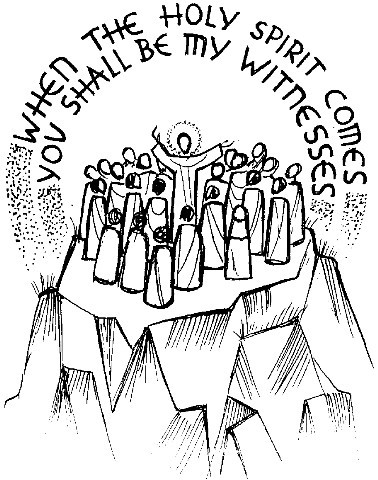 WHEN THE HOLY SPIRIT COMES
YOU SHALL BE MY WITNESSES